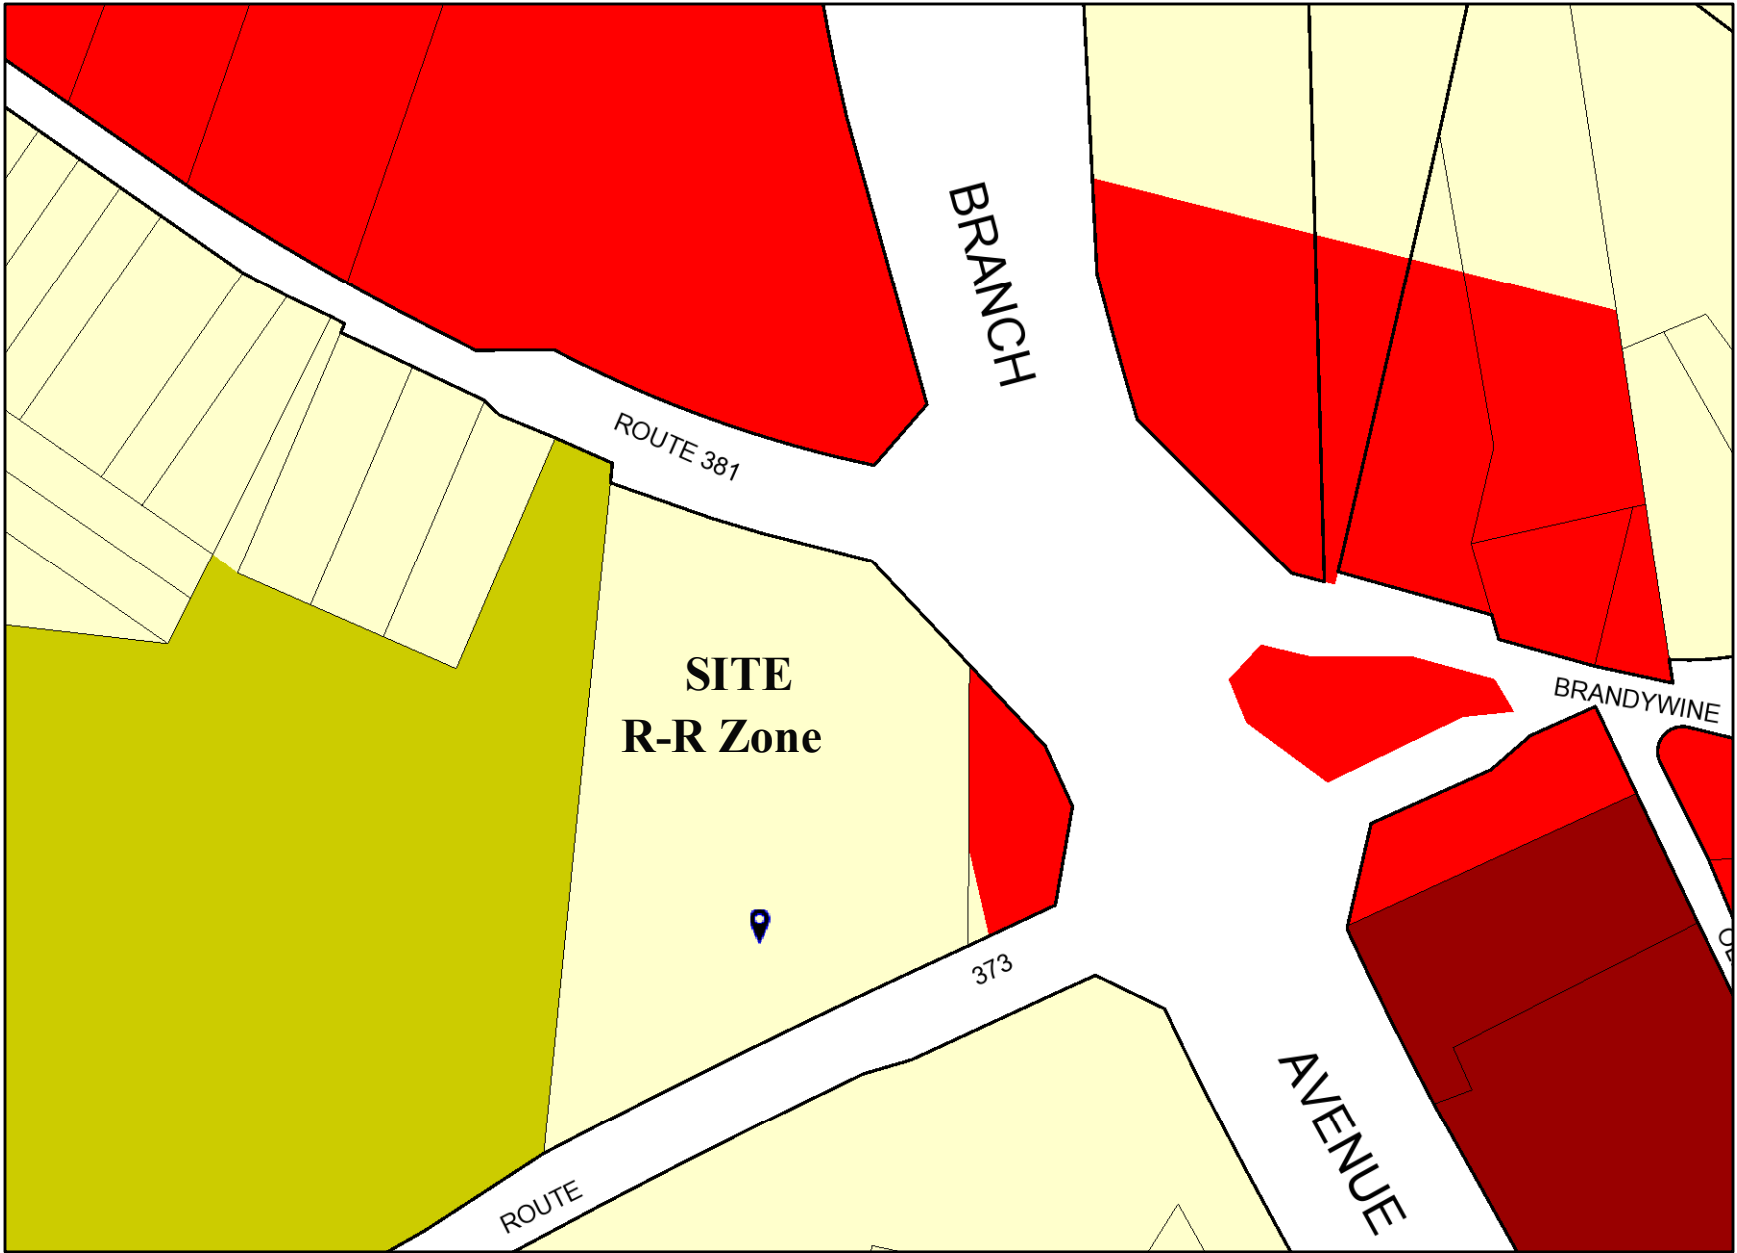 BRANCH
ROUTE 381
SITE
R-R Zone
BRANDYWINE
373
AVENUE
ROUTE